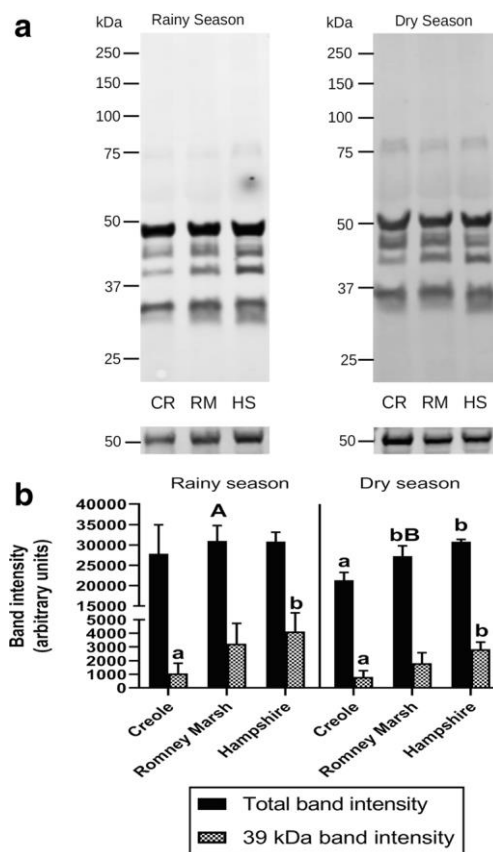 a
Rainy Season
Dry Season
kDa
250
150
100
75
50
37
25
CR RM HS
50
kDa
250
150
100
75
50
37
25
CR RM HS
50
b
Rainy season
Dry season
Band intensity
(arbitrary units)
40000
35000
30000
25000
20000
15000
5000
4000
3000
2000
1000
0
a
A
b
a
a
bB
b
b
Creole
Romney Marsh
Hampshire
Creole
Romney Marsh
Hampshire
Total band intensity
39 kDa band intensity